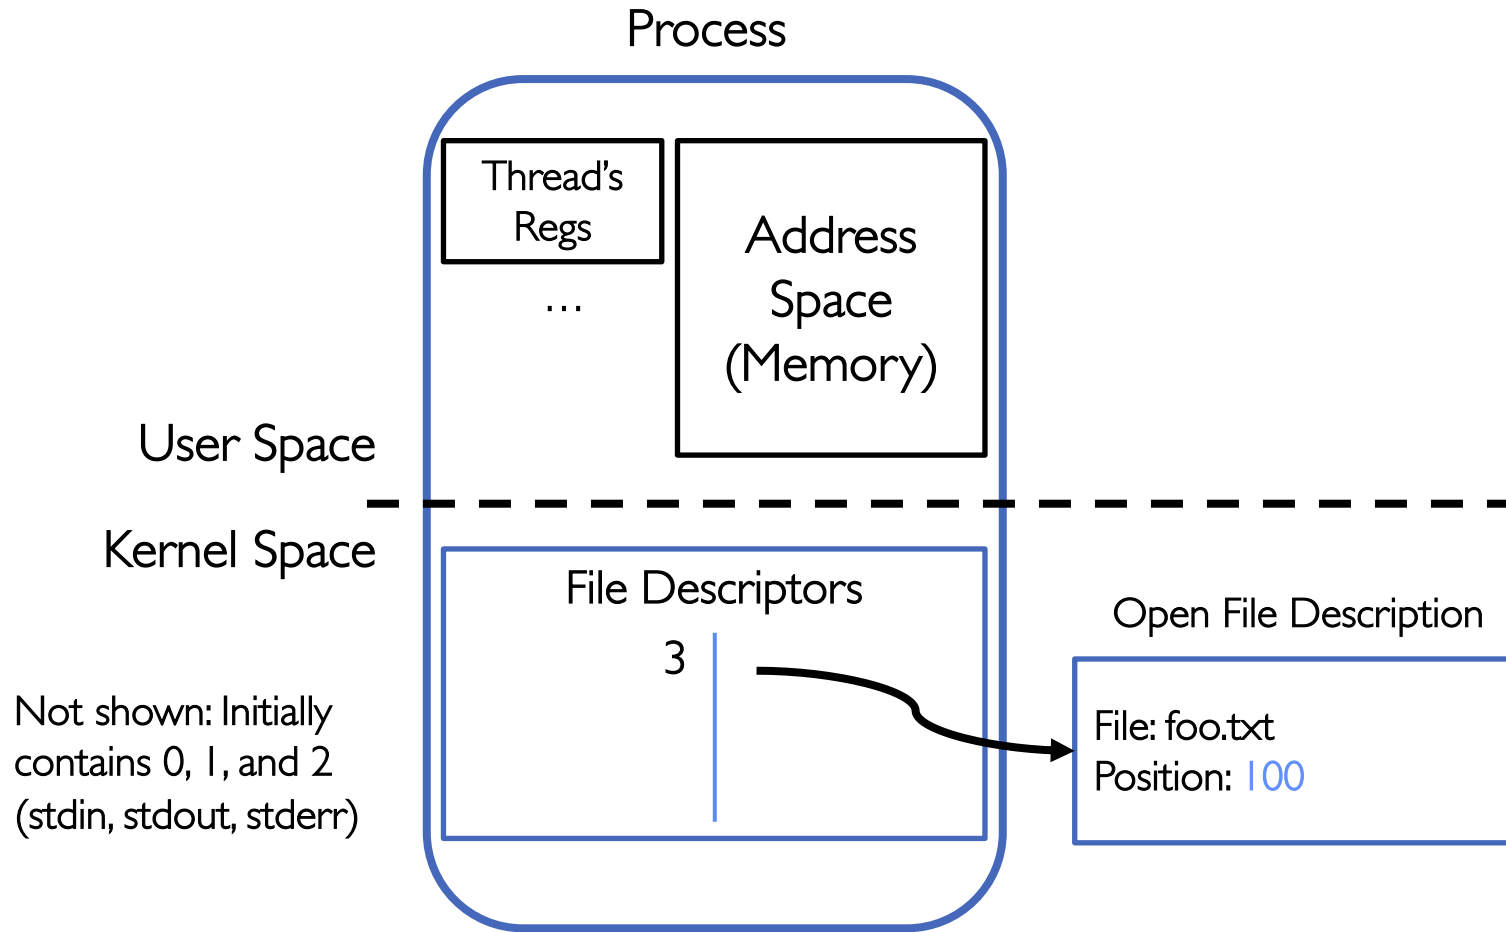 Process
Thread's
Regs
...
Address
Space
(Memory)
User Space
Kernel Space
File Descriptors
3
Open File Description
File: foo.txt
Position: 100
Not shown: Initially
contains 0, 1, and 2
(stdin, stdout, stderr)